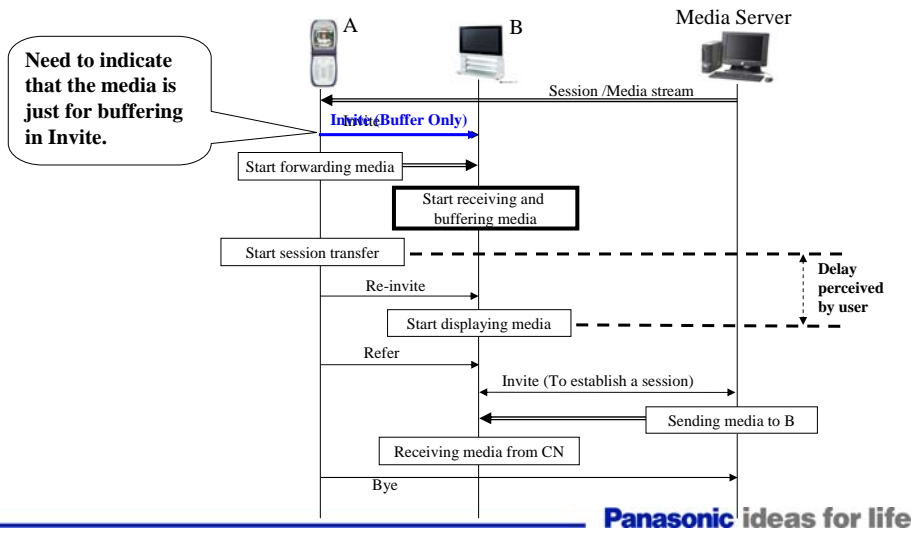 A
B
Media Server
Need to indicate
that the media is
just for buffering
in Invite.
Session /Media stream
Invite (Buffer Only)
Invite
Start forwarding media
Start receiving and
buffering media
Start session transfer
Delay
perceived
by user
Re-invite
Start displaying media
Refer
Invite (To establish a session)
Sending media to B
Receiving media from CN
Bye
Panasonic ideas for life